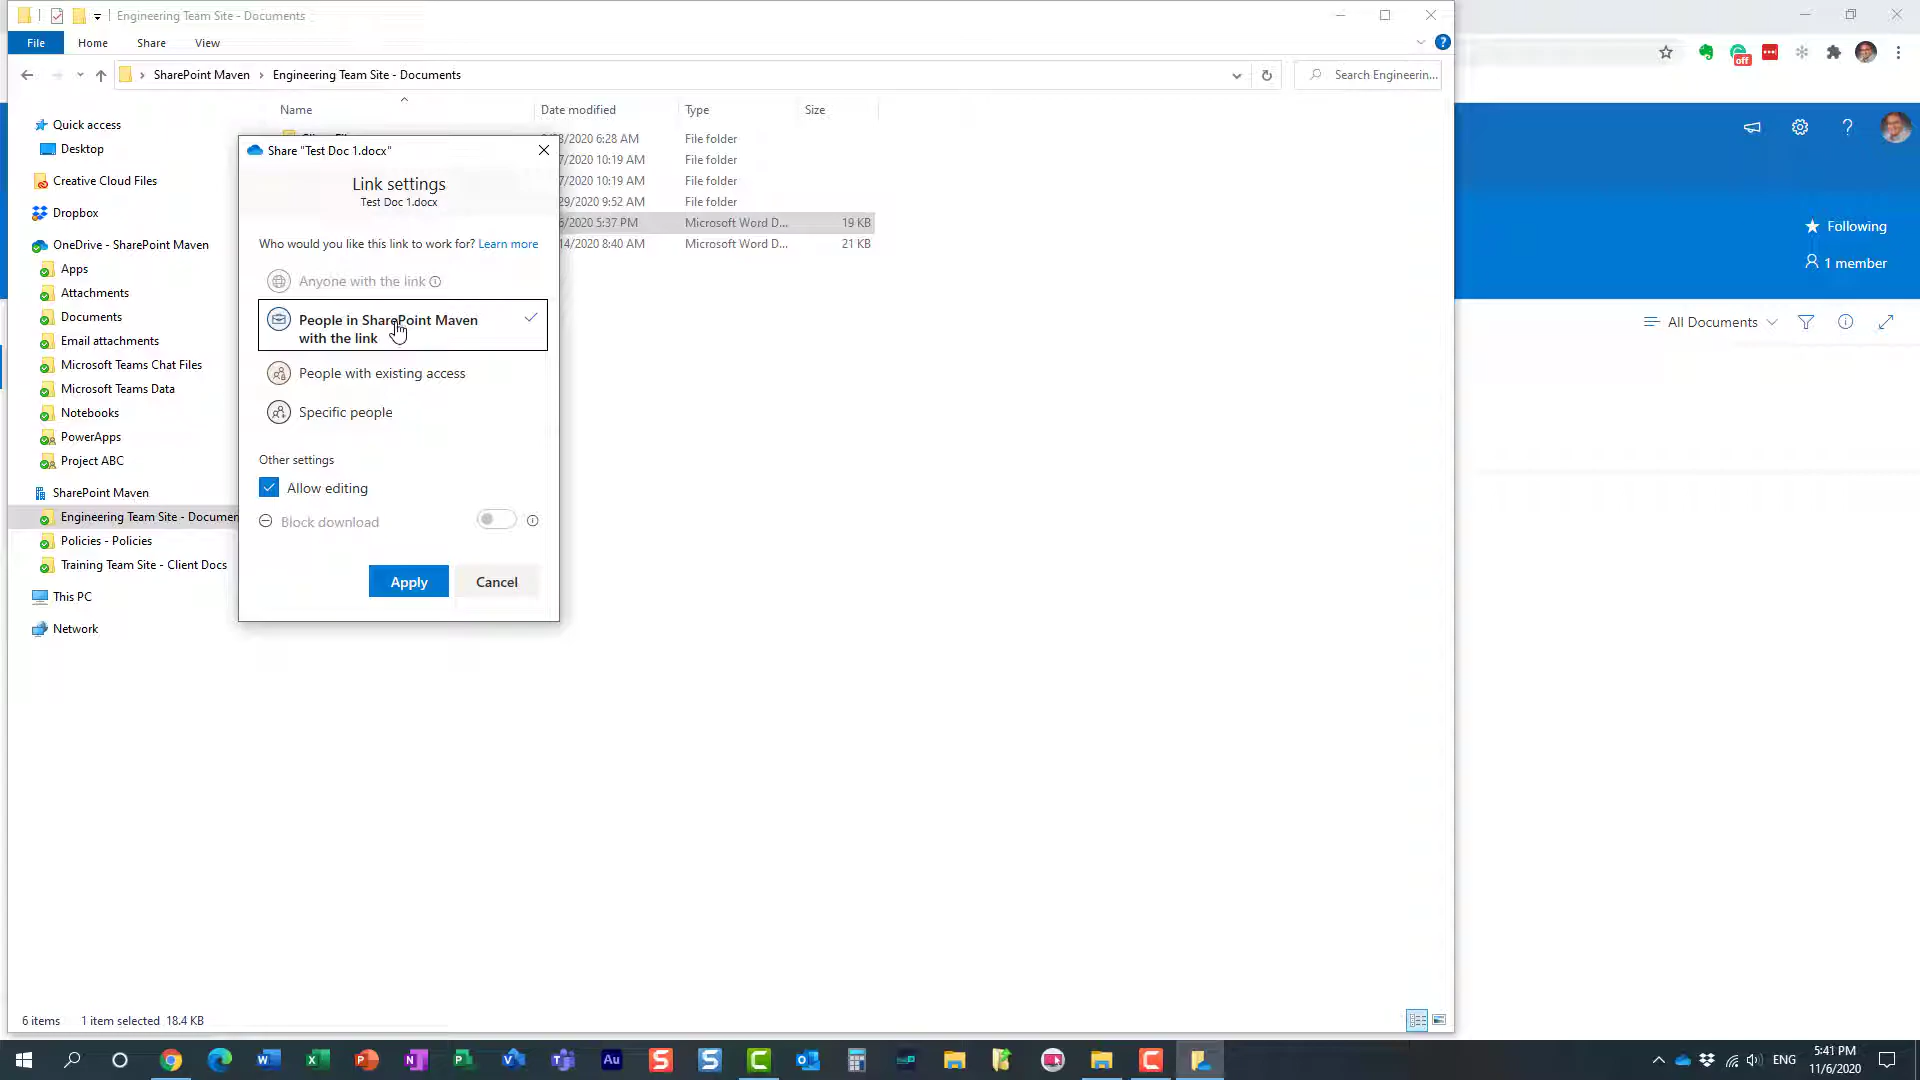 Engineering Team Site - Documents
File
Home
Share
View
SharePoint Maven
Engineering Team Site - Documents
Search Engineerin...
Name
Date modified
Type
Size
Quick access
Desktop
Creative Cloud Files
Dropbox
OneDrive - SharePoint Maven
Apps
Attachments
Documents
Email attachments
Microsoft Teams Chat Files
Microsoft Teams Data
Notebooks
PowerApps
Project ABC
SharePoint Maven
Engineering Team Site - Documen
Policies - Policies
Training Team Site - Client Docs
This PC
Network
/2020 6:28 AM
File folder
7/2020 10:19 AM
File folder
7/2020 10:19 AM
File folder
29/2020 9:52 AM
File folder
6/2020 5:37 PM
Microsoft Word D...
19 KB
14/2020 8:40 AM
Microsoft Word D...
21 KB
Share "Test Doc 1.docx"
Link settings
Test Doc 1.docx
Who would you like this link to work for? Learn more
Anyone with the link
People in SharePoint Maven
with the link
People with existing access
Specific people
Other settings
Allow editing
Block download
Apply
Cancel
off
Following
1 member
All Documents
6 items
1 item selected 18.4 KB
ENG
5:41 PM
11/6/2020